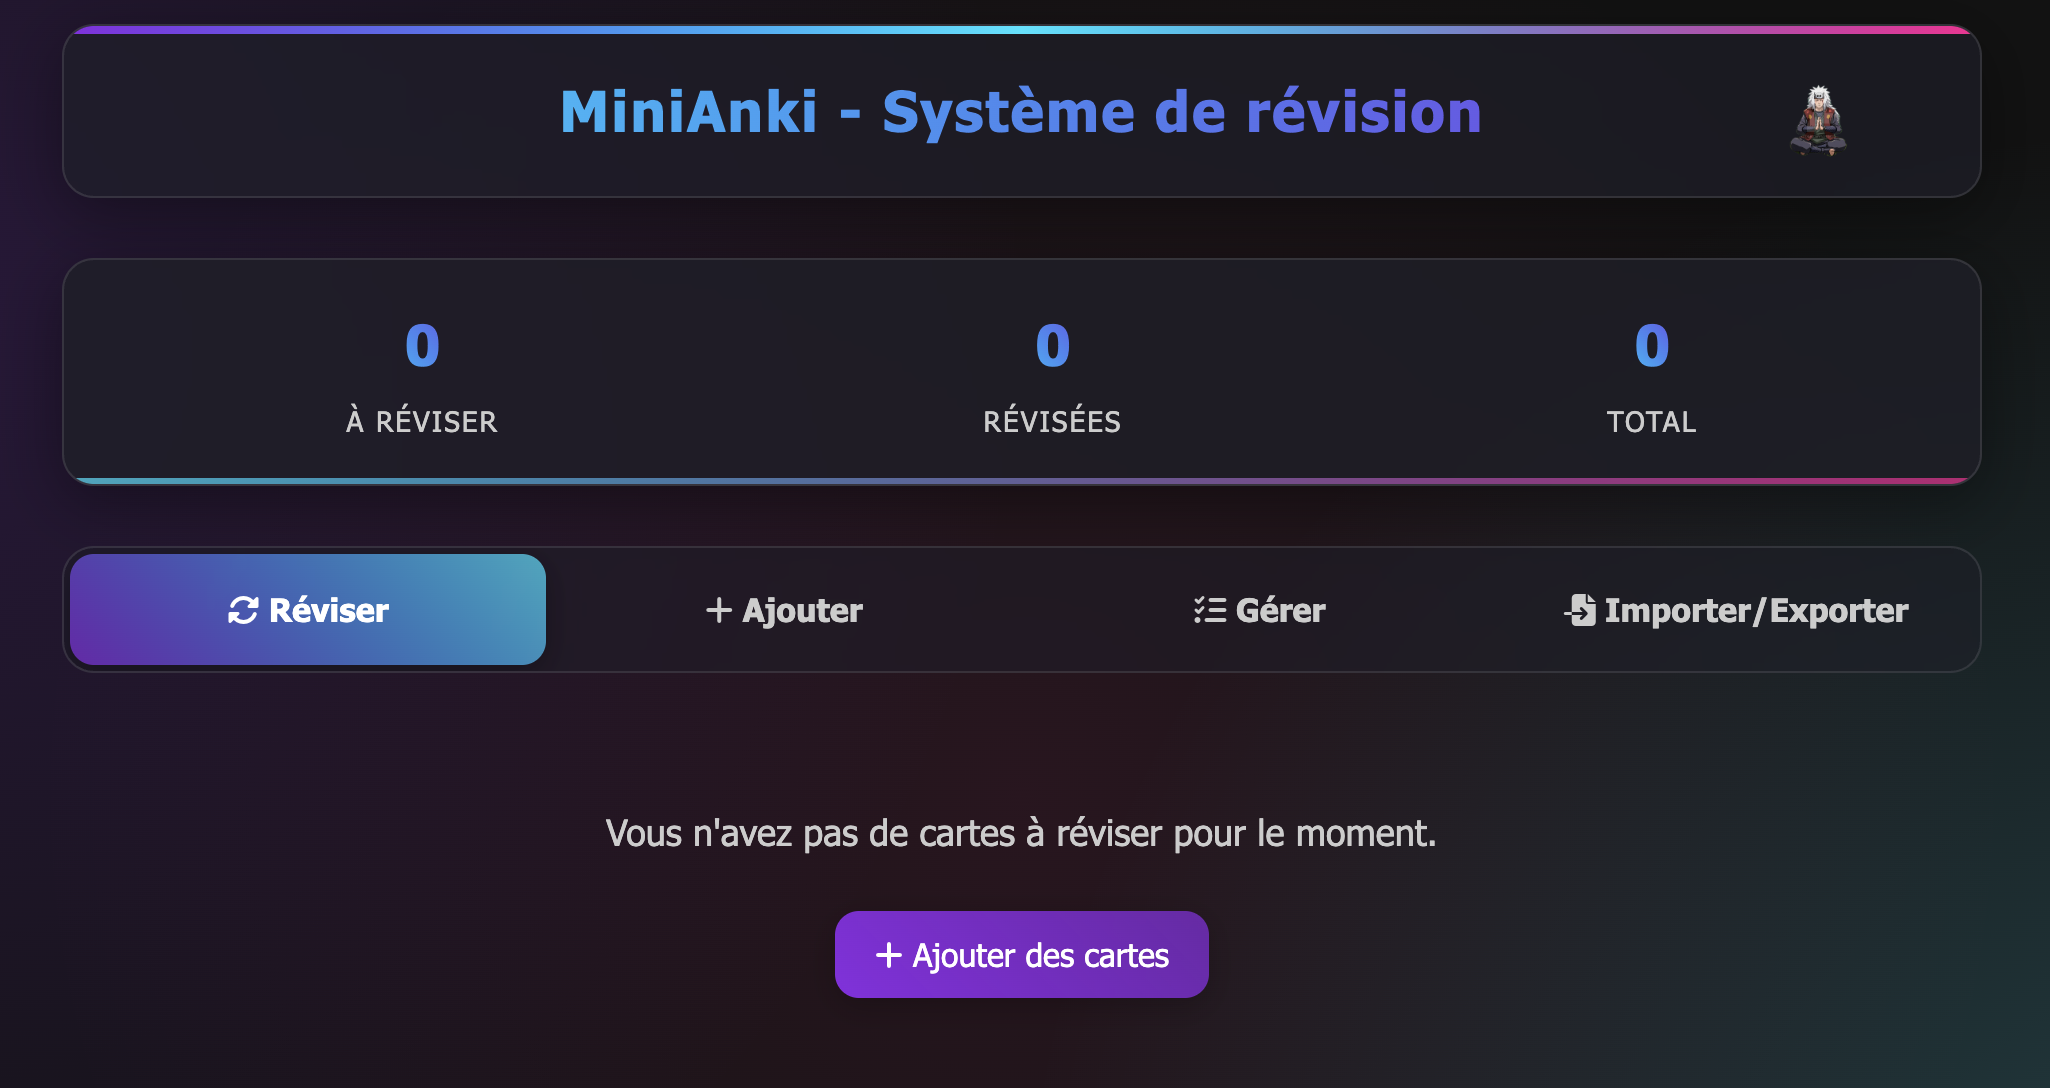 MiniAnki - Système de révision
0
À RÉVISER
0
RÉVISÉES
0
TOTAL
Réviser
Ajouter
Gérer
Importer/Exporter
Vous n'avez pas de cartes à réviser pour le moment.
Ajouter des cartes